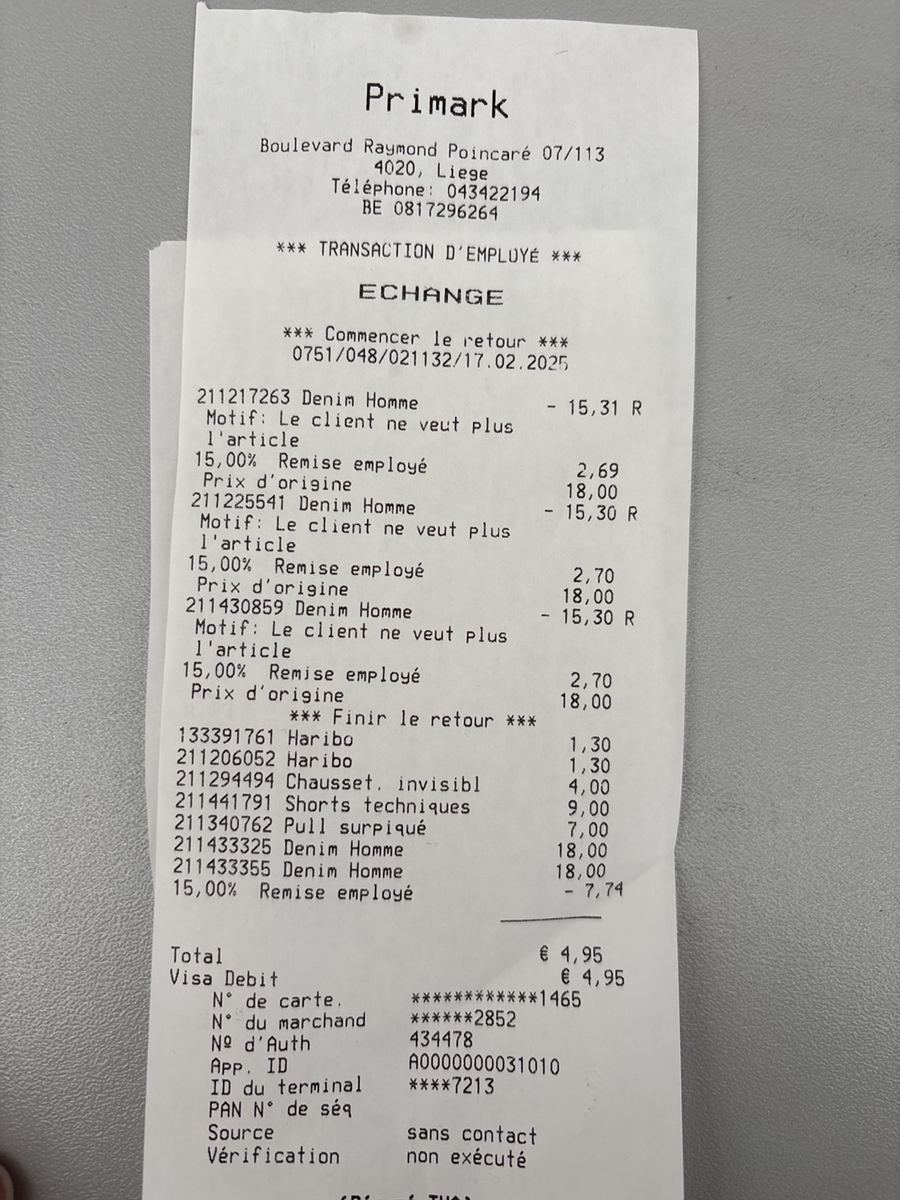 Primark
Boulevard Raymond Poincaré 07/113
4020, Liege
Téléphone: 043422194
BE 0817296264
*** TRANSACTION D'EMPLOYÉ ***
ECHANGE
*** Commencer le retour ***
0751/048/021132/17.02.2025
211217263 Denim Homme - 15,31 R
Motif: Le client ne veut plus
l'article
15,00% Remise employé 2,69
Prix d'origine 18,00
211225541 Denim Homme - 15,30 R
Motif: Le client ne veut plus
l'article
15,00% Remise employé 2,70
Prix d'origine 18,00
211430859 Denim Homme - 15,30 R
Motif: Le client ne veut plus
l'article
15,00% Remise employé 2,70
Prix d'origine 18,00
*** Finir le retour ***
133391761 Haribo 1,30
211206052 Haribo 1,30
211294494 Chausset. invisibl 4,00
211441791 Shorts techniques 9,00
211340762 Pull surpiqué 7,00
211433325 Denim Homme 18,00
211433355 Denim Homme 18,00
15,00% Remise employé - 7,74
Total € 4,95
Visa Debit € 4,95
N° de carte. ************1465
N° du marchand ******2852
Nº d'Auth 434478
App. ID A0000000031010
ID du terminal ****7213
PAN N° de séq
Source sans contact
Vérification non exécuté